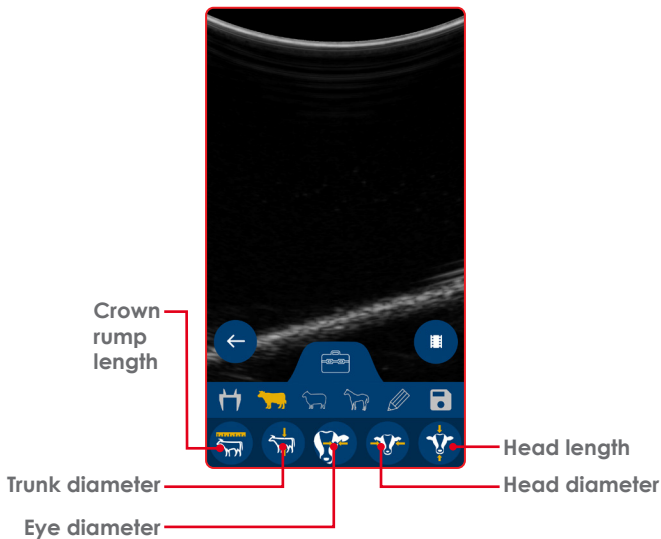 Crown
rump
length
Trunk diameter
Eye diameter
Head length
Head diameter